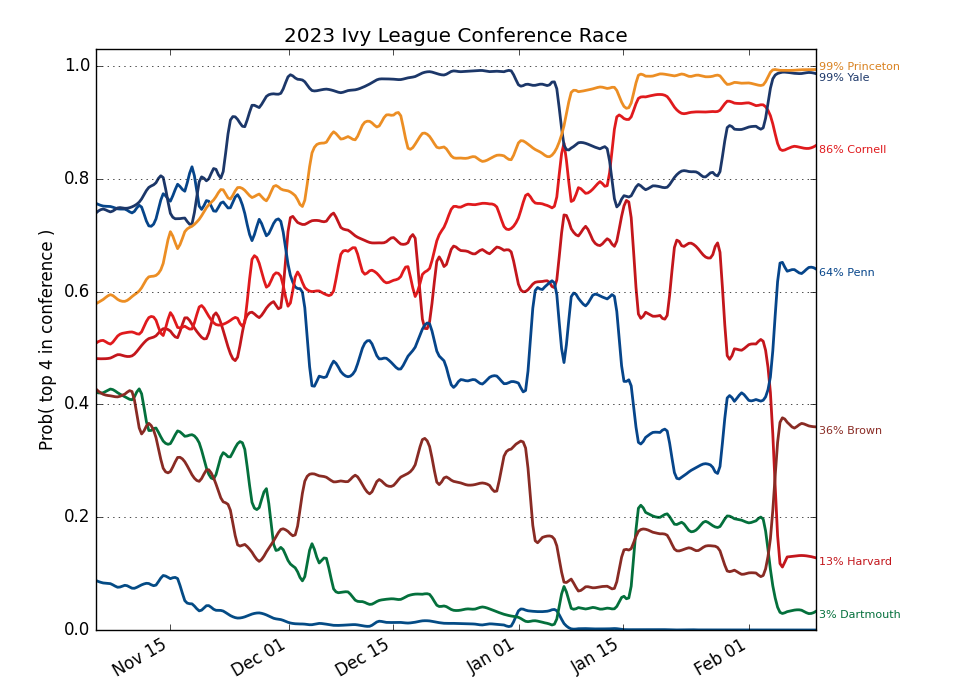 2023 Ivy League Conference Race
Prob( top 4 in conference )
1.0
0.8
0.6
0.4
0.2
0.0
Nov 15
Dec 01
Dec 15
Jan 01
Jan 15
Feb 01
99% Princeton
99% Yale
86% Cornell
64% Penn
36% Brown
13% Harvard
3% Dartmouth